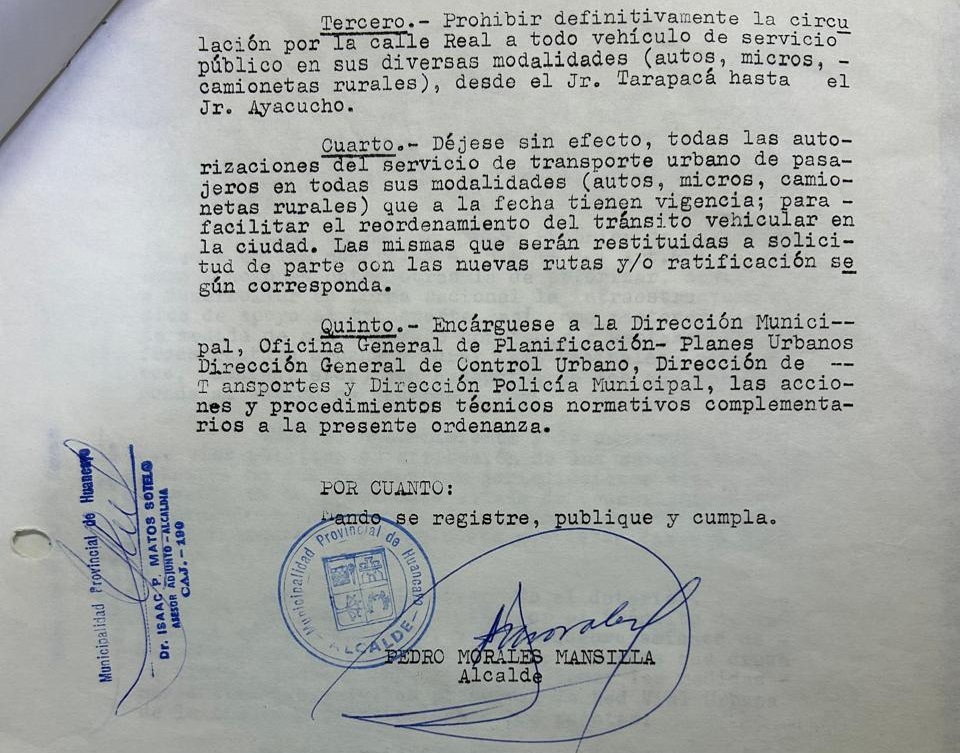 Tercero.- Prohibir definitivamente la circu
lación por la calle Real a todo vehículo de servicio
público en sus diversas modalidades (autos, micros, -
camionetas rurales), desde el Jr. Tarapacá hasta el
Jr. Ayacucho.
Cuarto.- Déjese sin efecto, todas las auto-
rizaciones del servicio de transporte urbano de pasa-
jeros en todas sus modalidades (autos, micros, camio-
netas rurales) que a la fecha tienen vigencia; para -
facilitar el reordenamiento del tránsito vehicular en
la ciudad. Las mismas que serán restituidas a solici-
tud de parte con las nuevas rutas y/o ratificación se
gún corresponda.
Quinto.- Encárguese a la Dirección Munici--
pal, Oficina General de Planificación- Planes Urbanos
Dirección General de Control Urbano, Dirección de --
T ansportes y Dirección Policía Municipal, las accio-
nes y procedimientos técnicos normativos complementa-
rios a la presente ordenanza.
POR CUANTO:
Mando se registre, publique y cumpla.
Municipalidad Provincial de Huancayo
Dr. ISAAC P. MATOS SOTELO
ASESOR ADJUNTO-ALCALDIA
CAJ.-190
Municipalidad Provincial de Huancayo
ALCALDE
PEDRO MORALES MANSILLA
Alcalde